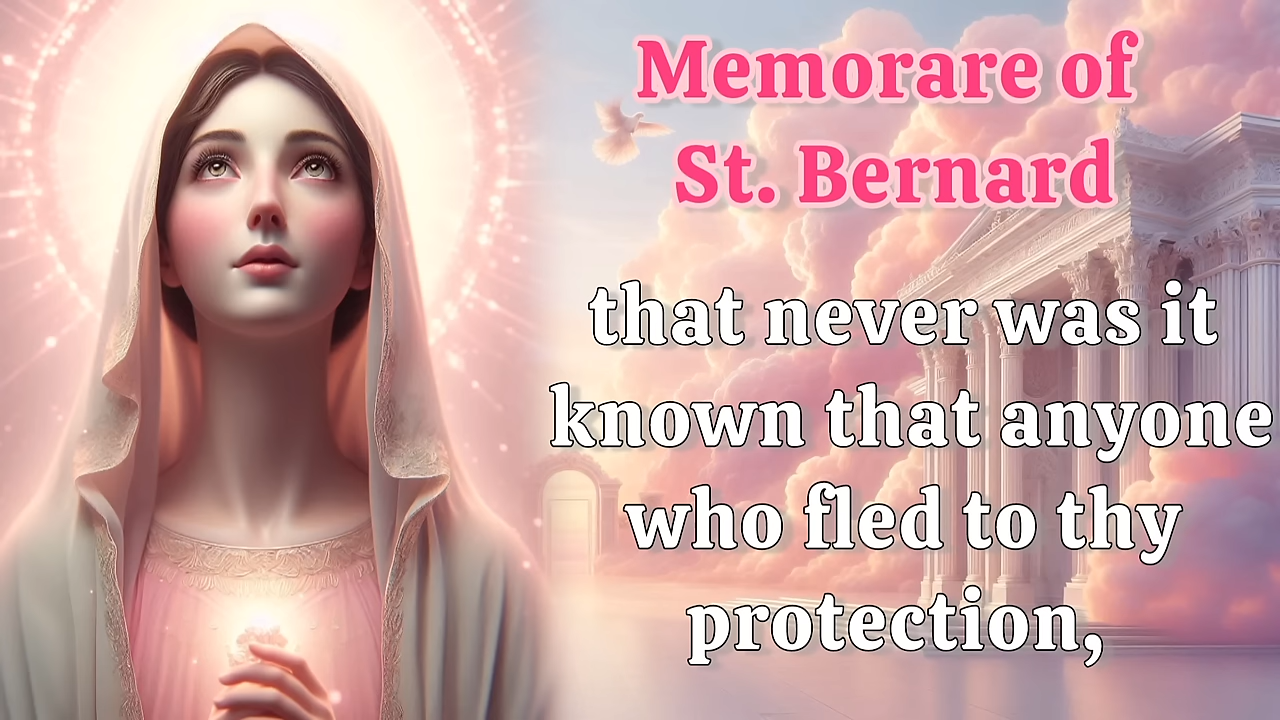 Memorare of
St. Bernard
that never was it
known that anyone
who fled to thy
protection,